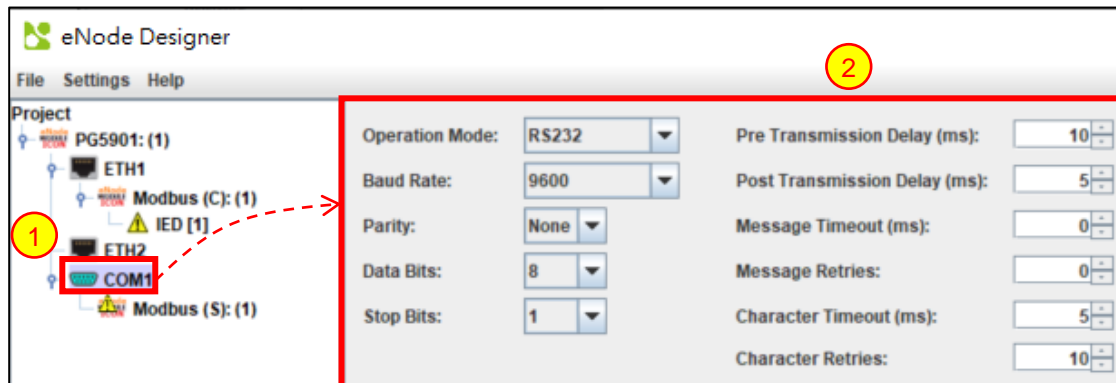 eNode Designer
File Settings Help
2
Project
PG5901: (1)
ETH1
Modbus (C): (1)
IED [1]
1
ETH2
COM1
Modbus (S): (1)
Operation Mode: RS232
Baud Rate: 9600
Parity: None
Data Bits: 8
Stop Bits: 1
Pre Transmission Delay (ms): 10
Post Transmission Delay (ms): 5
Message Timeout (ms): 0
Message Retries: 0
Character Timeout (ms): 5
Character Retries: 10